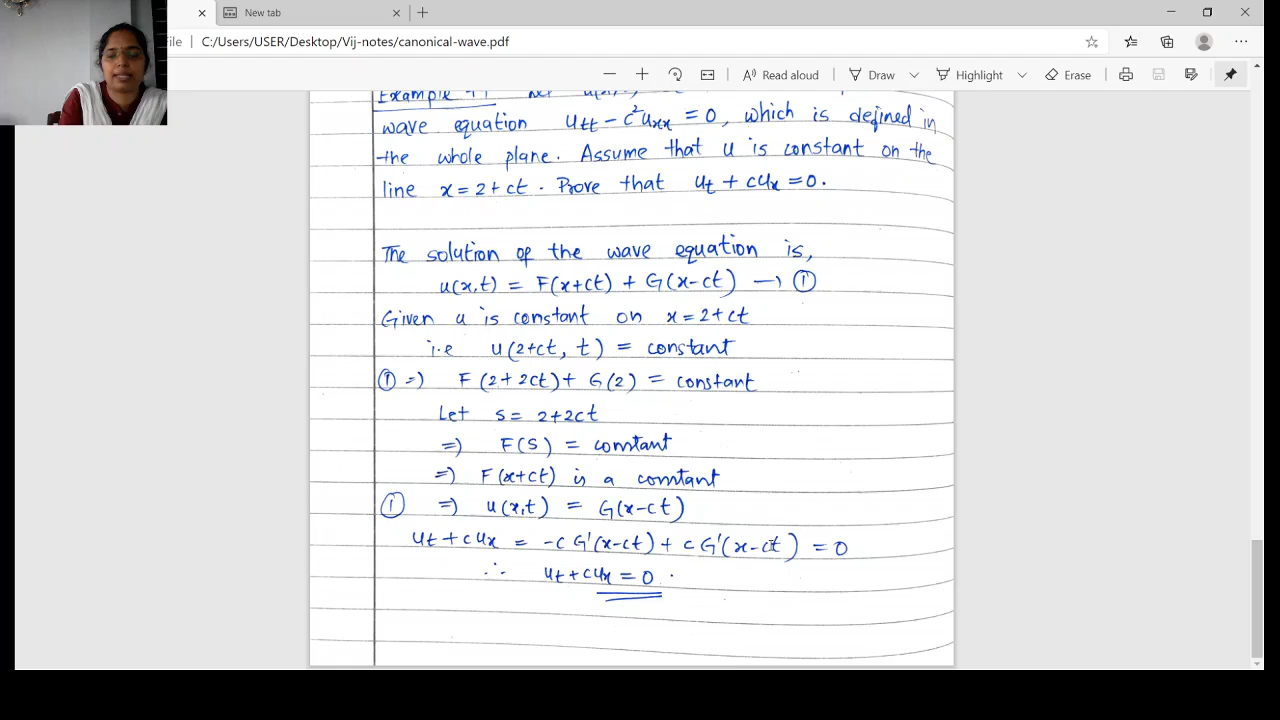 New tab
ile C:/Users/USER/Desktop/Vij-notes/canonical-wave.pdf
Read aloud Draw Highlight Erase
Example
wave equation u_tt - c²u_xx = 0, which is defined in
the whole plane. Assume that u is constant on the
line x = 2+ct. Prove that u_t + cu_x = 0.
The solution of the wave equation is,
u(x,t) = F(x+ct) + G(x-ct) → ①
Given u is constant on x = 2+ct
i.e u(2+ct, t) = constant
① ⇒ F(2+2ct) + G(2) = constant
Let s = 2+2ct
⇒ F(s) = constant
⇒ F(x+ct) is a constant
① ⇒ u(x,t) = G(x-ct)
u_t + cu_x = -c G'(x-ct) + c G'(x-ct) = 0
∴ u_t + cu_x = 0.